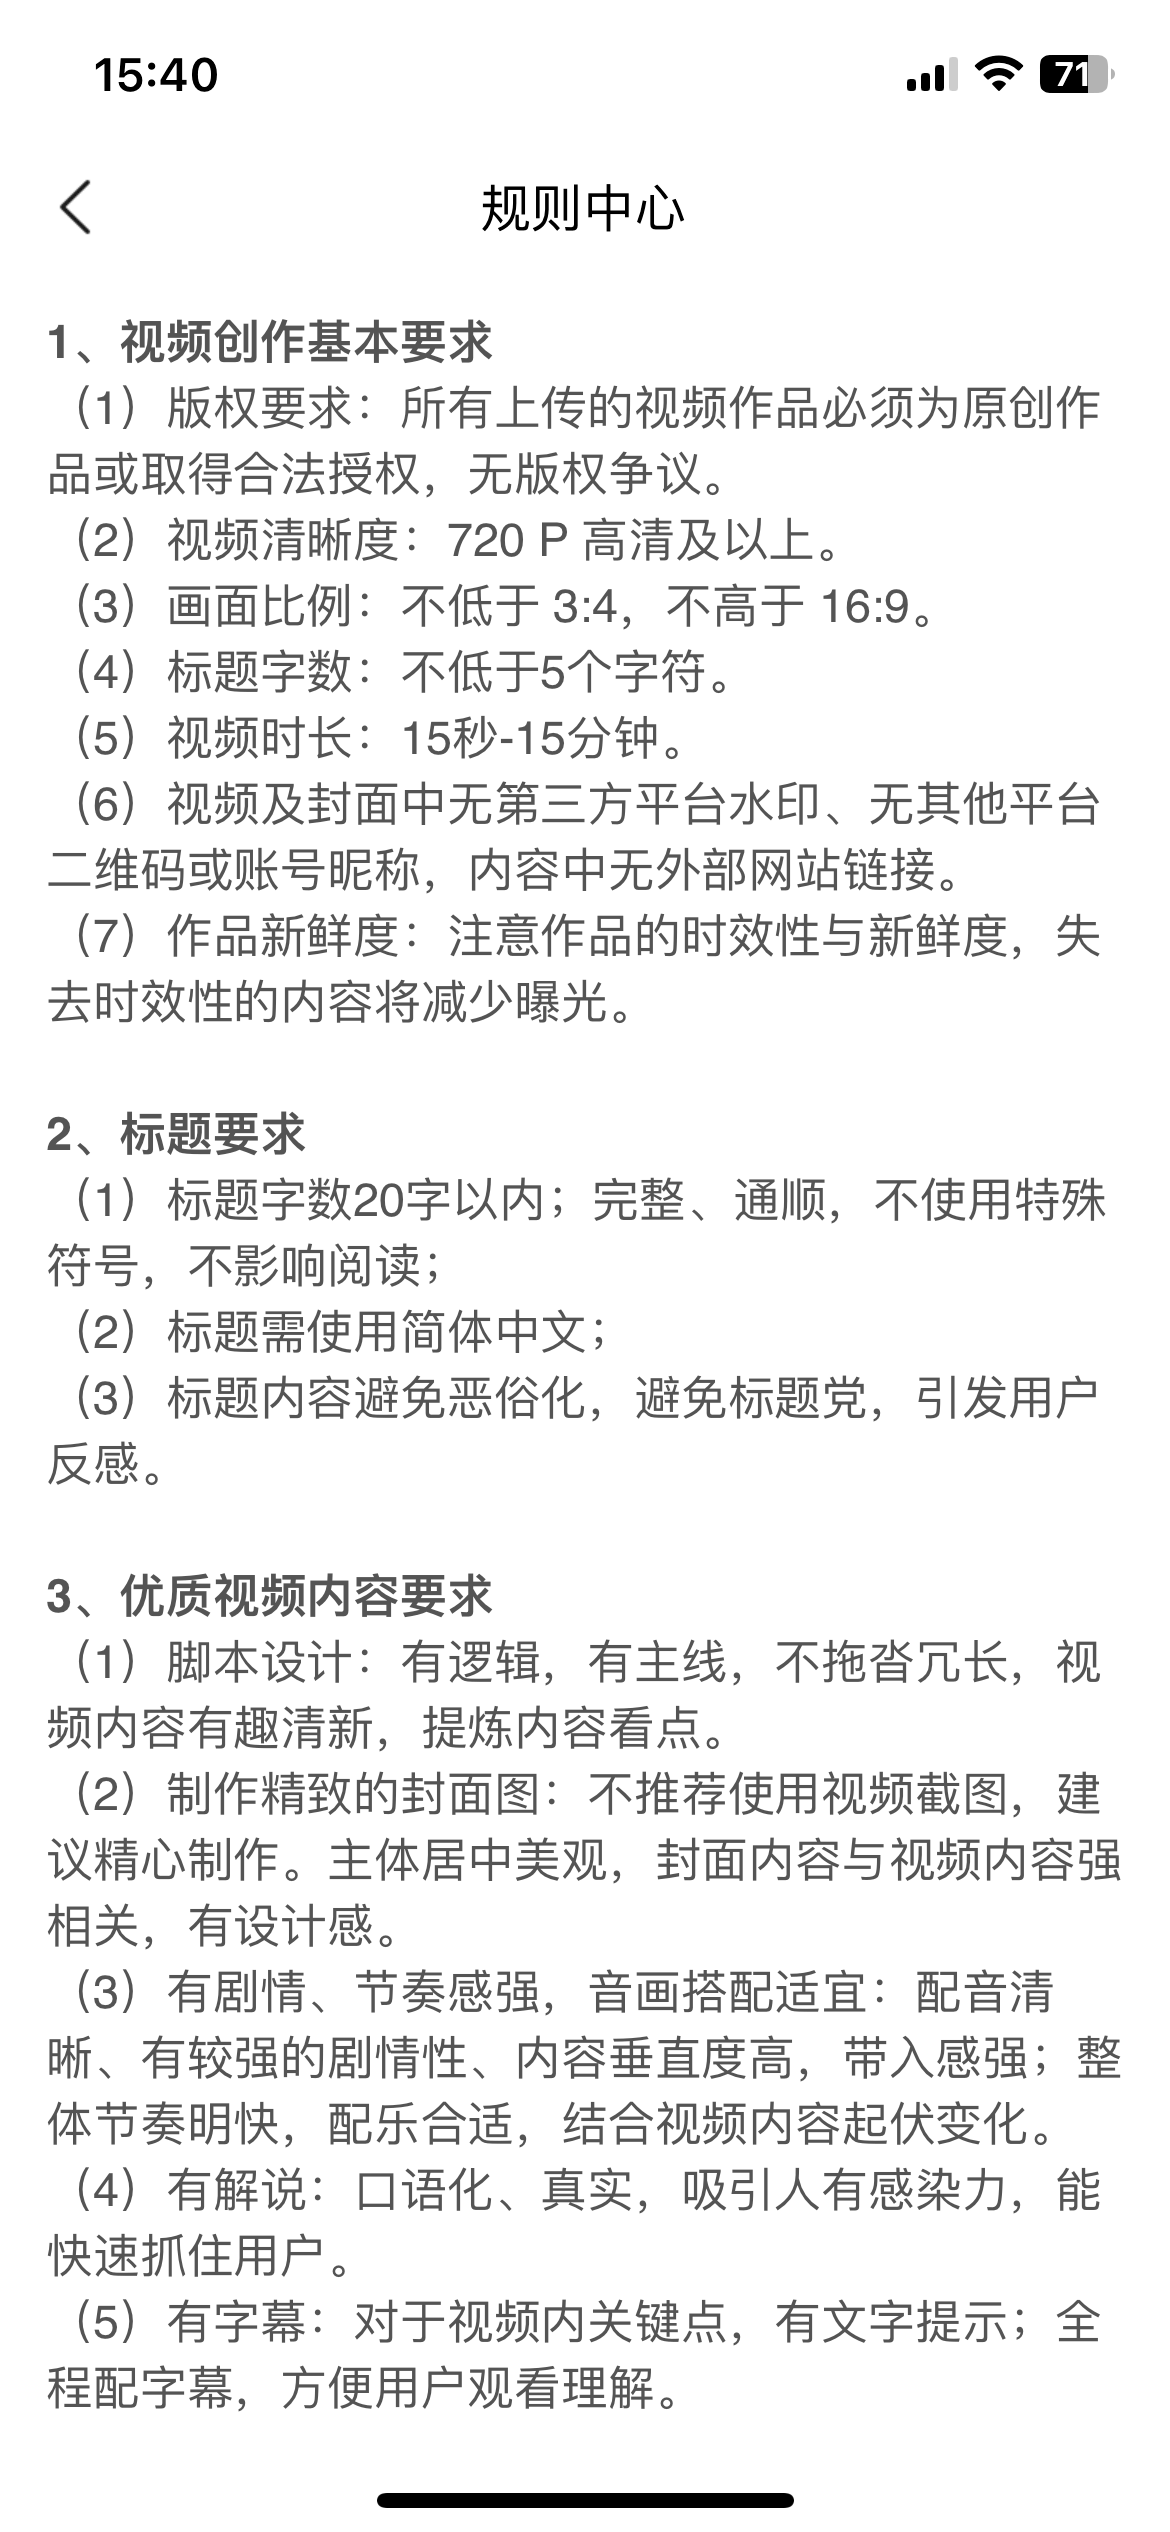 15:40
71
规则中心
1、视频创作基本要求
（1）版权要求：所有上传的视频作品必须为原创作
品或取得合法授权，无版权争议。
（2）视频清晰度：720 P 高清及以上。
（3）画面比例：不低于 3:4，不高于 16:9。
（4）标题字数：不低于5个字符。
（5）视频时长：15秒-15分钟。
（6）视频及封面中无第三方平台水印、无其他平台
二维码或账号昵称，内容中无外部网站链接。
（7）作品新鲜度：注意作品的时效性与新鲜度，失
去时效性的内容将减少曝光。
2、标题要求
（1）标题字数20字以内；完整、通顺，不使用特殊
符号，不影响阅读；
（2）标题需使用简体中文；
（3）标题内容避免恶俗化，避免标题党，引发用户
反感。
3、优质视频内容要求
（1）脚本设计：有逻辑，有主线，不拖沓冗长，视
频内容有趣清新，提炼内容看点。
（2）制作精致的封面图：不推荐使用视频截图，建
议精心制作。主体居中美观，封面内容与视频内容强
相关，有设计感。
（3）有剧情、节奏感强，音画搭配适宜：配音清
晰、有较强的剧情性、内容垂直度高，带入感强；整
体节奏明快，配乐合适，结合视频内容起伏变化。
（4）有解说：口语化、真实，吸引人有感染力，能
快速抓住用户。
（5）有字幕：对于视频内关键点，有文字提示；全
程配字幕，方便用户观看理解。